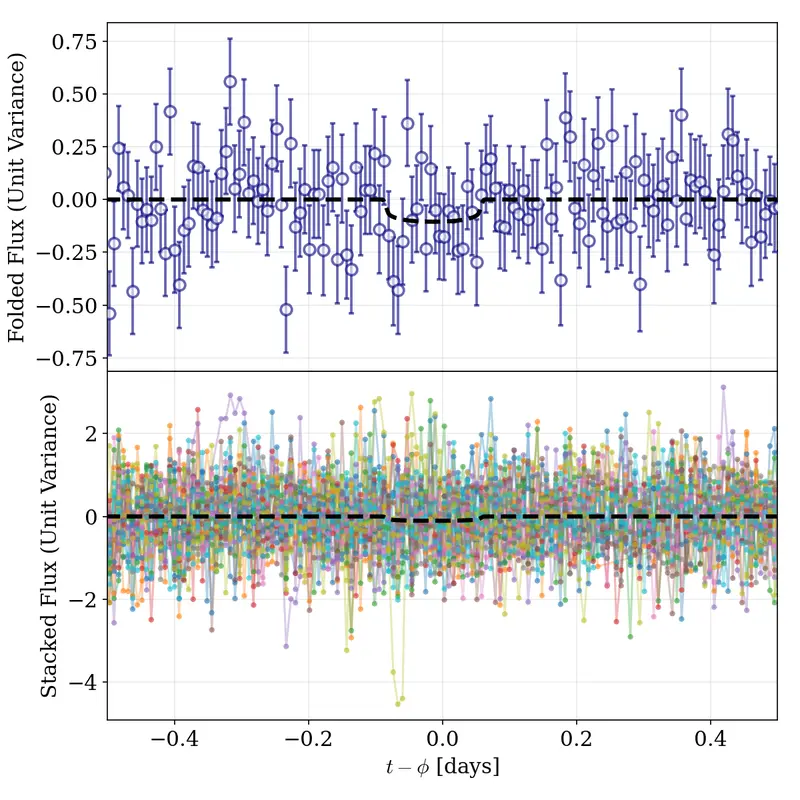 Folded Flux (Unit Variance)
0.75
0.50
0.25
0.00
−0.25
−0.50
−0.75
Stacked Flux (Unit Variance)
2
0
−2
−4
−0.4 −0.2 0.0 0.2 0.4
t − ϕ [days]